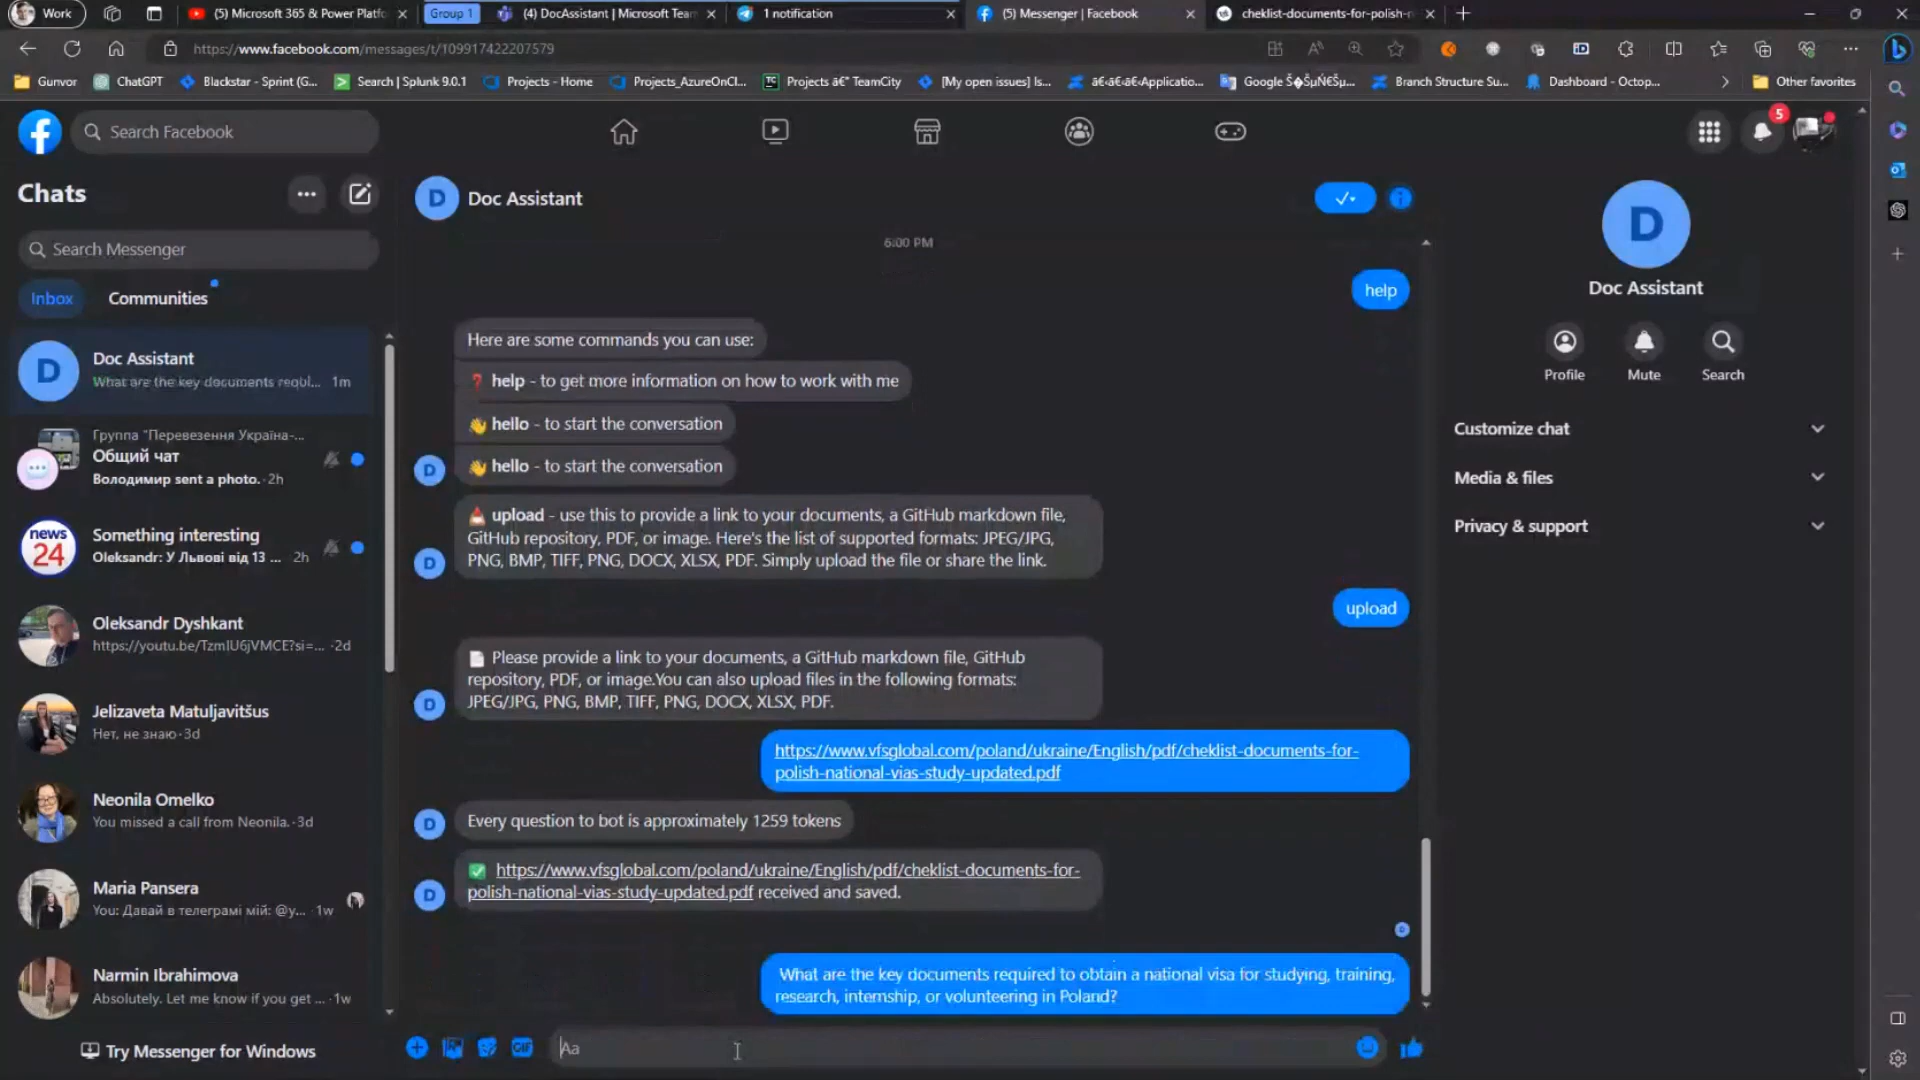 Work
(5) Microsoft 365 & Power Platfo
Group 1
(4) DocAssistant | Microsoft Team
1 notification
(5) Messenger | Facebook
cheklist-documents-for-polish-n
https://www.facebook.com/messages/t/109917422207579
Gunvor
ChatGPT
Blackstar - Sprint (G...
Search | Splunk 9.0.1
Projects - Home
Projects_AzureOnCl...
Projects â€" TeamCity
[My open issues] Is...
Branch Structure Su...
Dashboard - Octop...
Other favorites
Search Facebook
5
Chats
Search Messenger
Inbox
Communities
D
Doc Assistant
What are the key documents requi... 1m
Группа "Перевезення Україна-...
Общий чат
Володимир sent a photo. · 2h
news
24
Something interesting
Oleksandr: У Львові від 13 ... 2h
Oleksandr Dyshkant
https://youtu.be/TzmIU6jVMCE?si=... · 2d
Jelizaveta Matuljavitšus
Нет, не знаю · 3d
Neonila Omelko
You missed a call from Neonila. · 3d
Maria Pansera
You: Давай в телеграмі мій: @y... · 1w
Narmin Ibrahimova
Absolutely. Let me know if you get ... · 1w
Try Messenger for Windows
D
Doc Assistant
6:00 PM
help
Here are some commands you can use:
❓ help - to get more information on how to work with me
👋 hello - to start the conversation
👋 hello - to start the conversation
D
📤 upload - use this to provide a link to your documents, a GitHub markdown file,
GitHub repository, PDF, or image. Here's the list of supported formats: JPEG/JPG,
PNG, BMP, TIFF, PNG, DOCX, XLSX, PDF. Simply upload the file or share the link.
D
upload
📄 Please provide a link to your documents, a GitHub markdown file, GitHub
repository, PDF, or image.You can also upload files in the following formats:
JPEG/JPG, PNG, BMP, TIFF, PNG, DOCX, XLSX, PDF.
D
https://www.vfsglobal.com/poland/ukraine/English/pdf/cheklist-documents-for-
polish-national-vias-study-updated.pdf
D
Every question to bot is approximately 1259 tokens
✅ https://www.vfsglobal.com/poland/ukraine/English/pdf/cheklist-documents-for-
polish-national-vias-study-updated.pdf received and saved.
D
What are the key documents required to obtain a national visa for studying, training,
research, internship, or volunteering in Poland?
GIF
Aa
D
Doc Assistant
Profile
Mute
Search
Customize chat
Media & files
Privacy & support